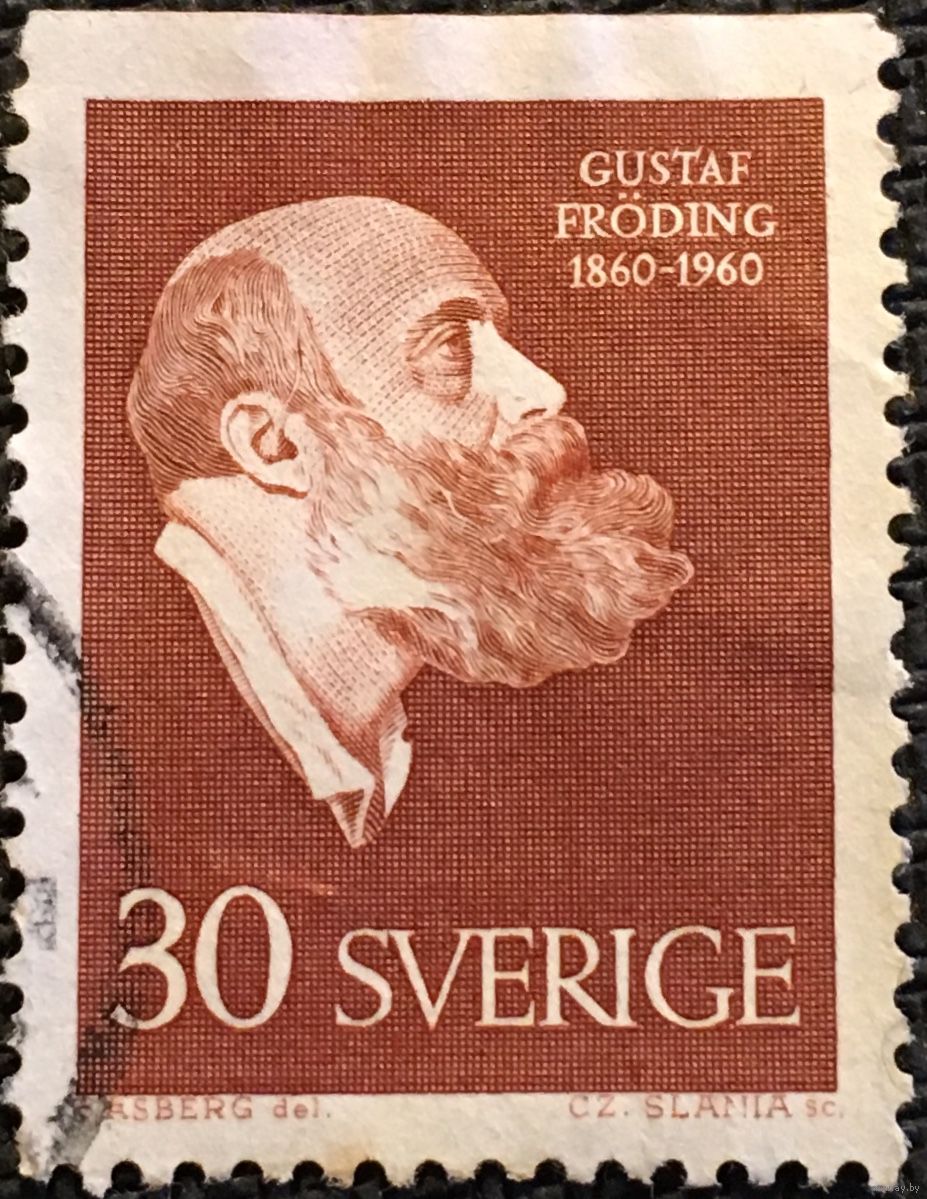 GUSTAF
FRÖDING
1860-1960
30 SVERIGE
del.
CZ. SLANIA sc.